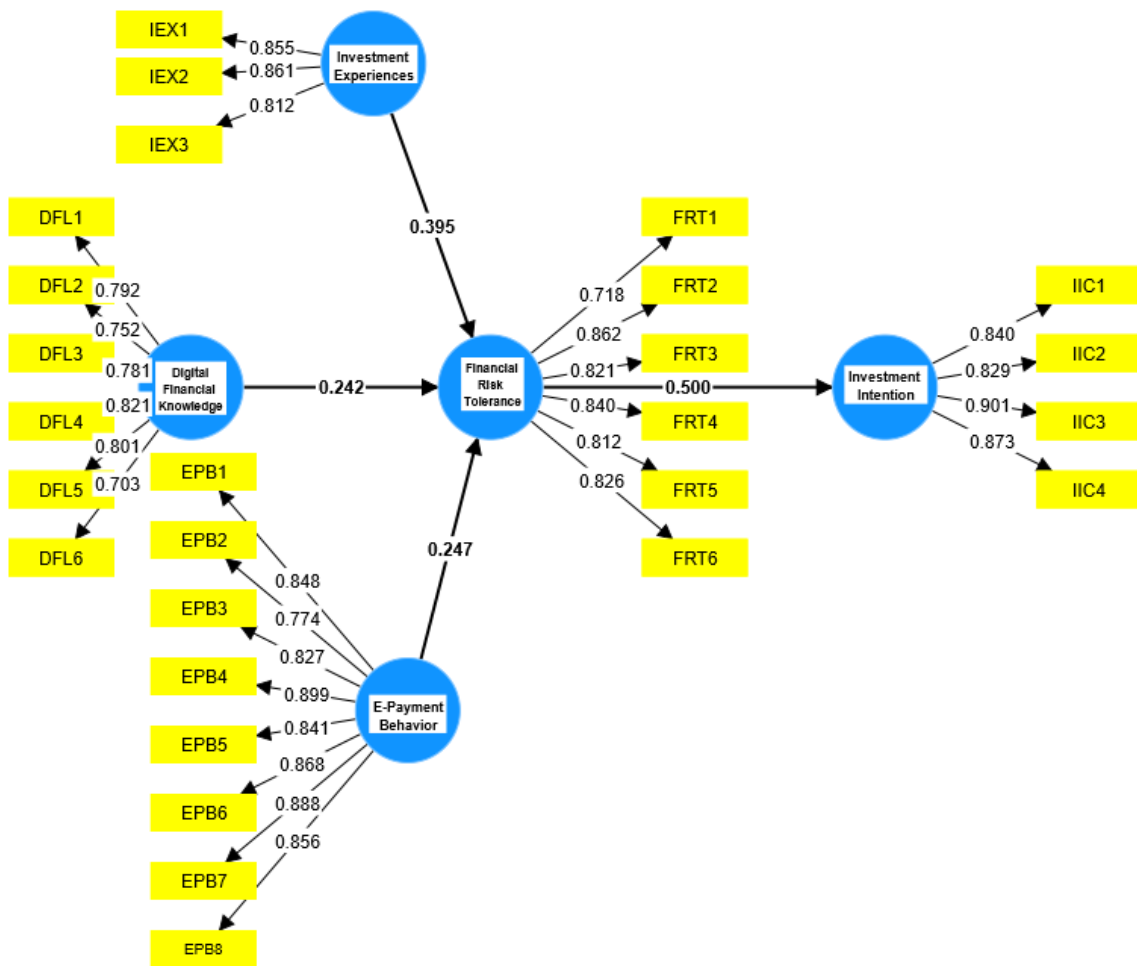 IEX1
IEX2
IEX3
0.855
0.861
0.812
Investment
Experiences
0.395
DFL1
DFL2
DFL3
DFL4
DFL5
DFL6
0.792
0.752
0.781
0.821
0.801
0.703
Digital
Financial
Knowledge
0.242
EPB1
EPB2
EPB3
EPB4
EPB5
EPB6
EPB7
EPB8
0.848
0.774
0.827
0.899
0.841
0.868
0.888
0.856
E-Payment
Behavior
0.247
Financial
Risk
Tolerance
0.718
0.862
0.821
0.840
0.812
0.826
FRT1
FRT2
FRT3
FRT4
FRT5
FRT6
0.500
Investment
Intention
0.840
0.829
0.901
0.873
IIC1
IIC2
IIC3
IIC4